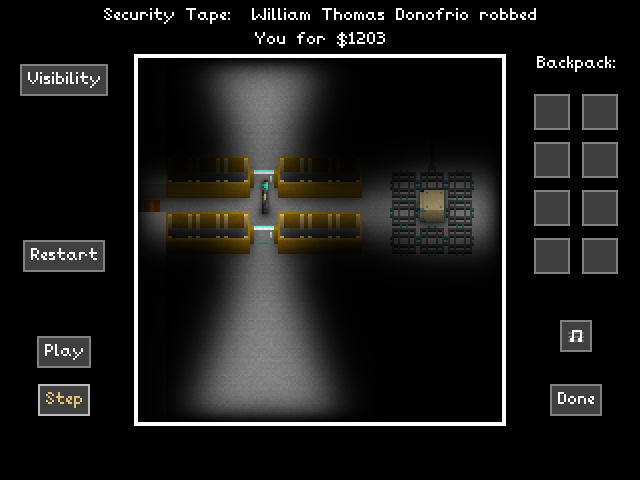 Security Tape: William Thomas Donofrio robbed
You for $1203
Visibility
Backpack:
Restart
Play
Step
Done